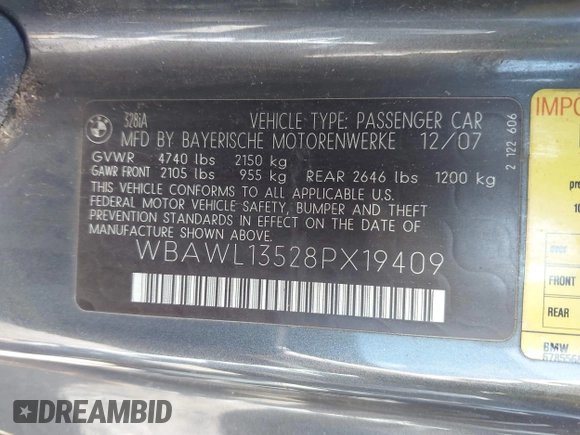 BMW
328iA
VEHICLE TYPE: PASSENGER CAR
MFD BY BAYERISCHE MOTORENWERKE 12/07
GVWR 4740 lbs 2150 kg
GAWR FRONT 2105 lbs 955 kg REAR 2646 lbs 1200 kg
THIS VEHICLE CONFORMS TO ALL APPLICABLE U.S.
FEDERAL MOTOR VEHICLE SAFETY, BUMPER AND THEFT
PREVENTION STANDARDS IN EFFECT ON THE DATE OF
MANUFACTURE SHOWN ABOVE.
WBAWL13528PX19409
2 122 606
SIZE
FRONT
REAR
BMW
DREAMBID